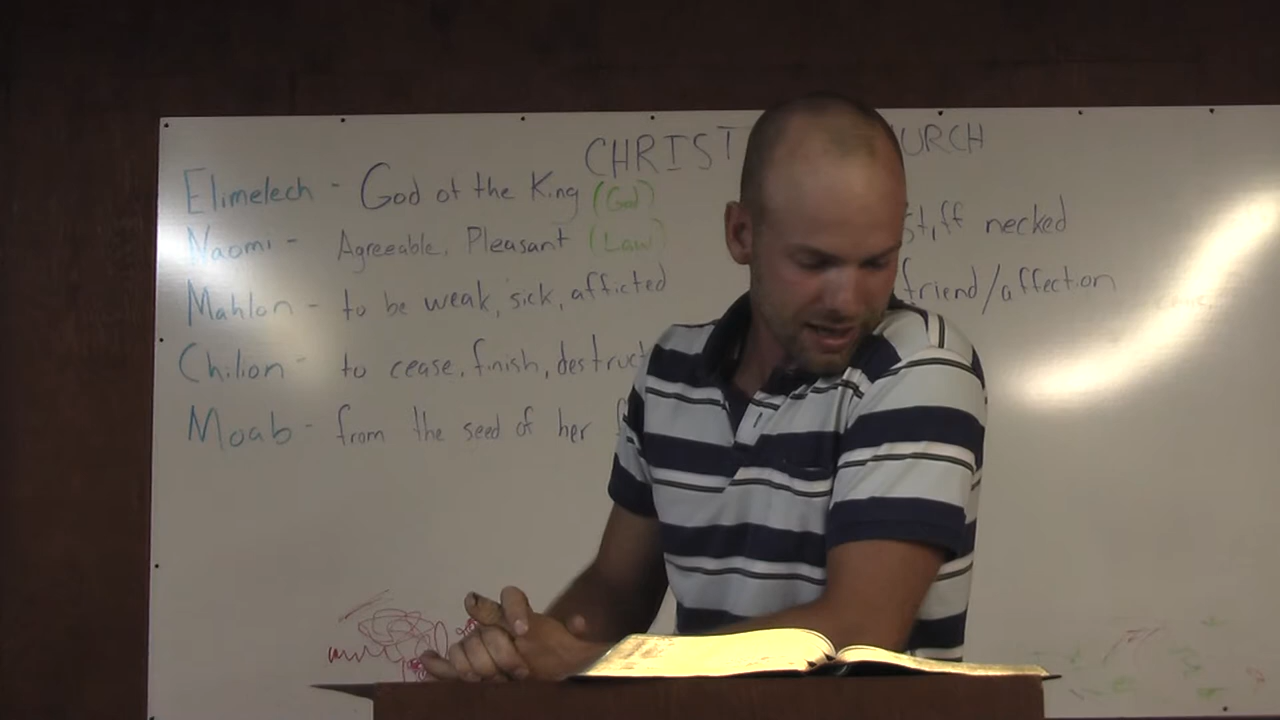 CHRIST URCH
Elimelech - God of the King (God)
Naomi - Agreeable, Pleasant (Law)
Mahlon - to be weak, sick, afficted
Chilion - to cease, finish, destruct
Moab - from the seed of her
stiff necked
friend/affection